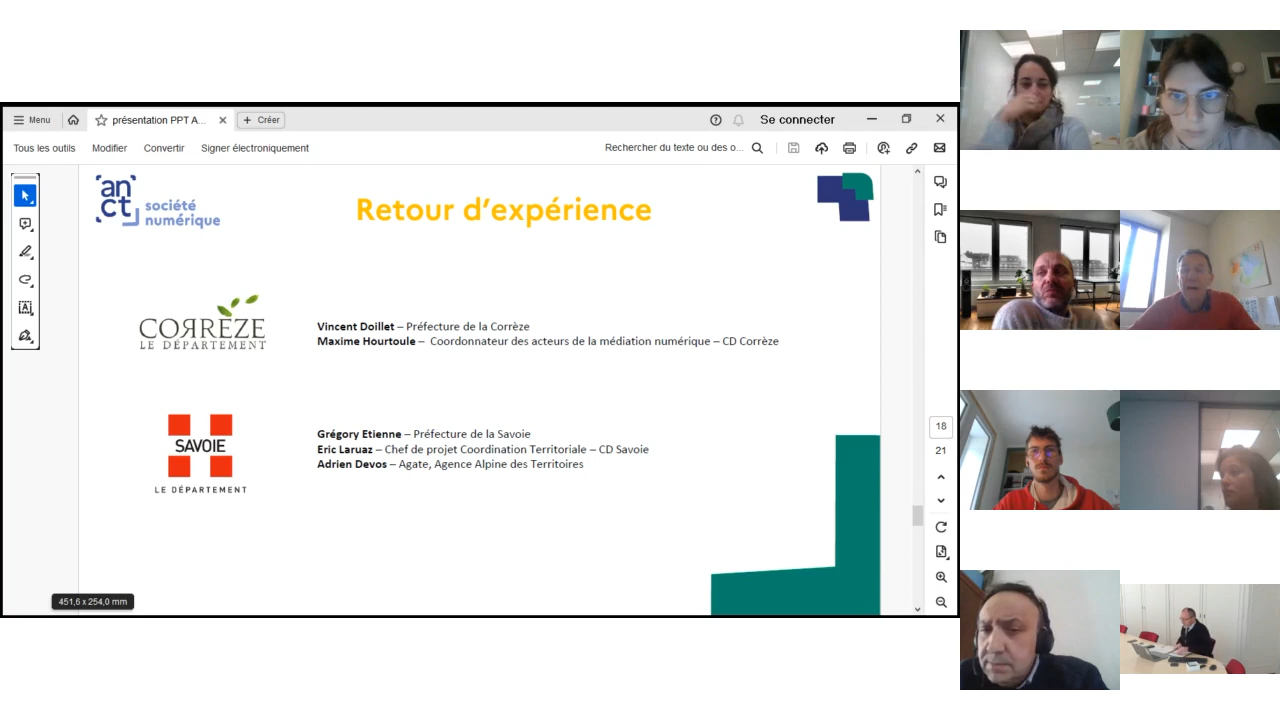 Menu
présentation PPT A...
Créer
Se connecter
Tous les outils
Modifier
Convertir
Signer électroniquement
Rechercher du texte ou des o...
anct
société
numérique
Retour d'expérience
CORRÈZE
LE DÉPARTEMENT
Vincent Doillet – Préfecture de la Corrèze
Maxime Hourtoule – Coordonnateur des acteurs de la médiation numérique – CD Corrèze
SAVOIE
LE DÉPARTEMENT
Grégory Etienne – Préfecture de la Savoie
Eric Laruaz – Chef de projet Coordination Territoriale – CD Savoie
Adrien Devos – Agate, Agence Alpine des Territoires
18
21
451,6 x 254,0 mm